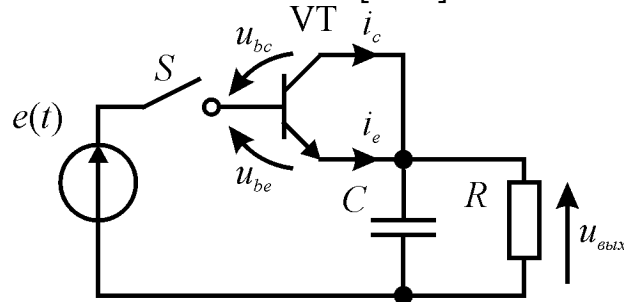 VT
i_c
u_bc
S
e(t)
i_e
u_be
C
R
u_вых